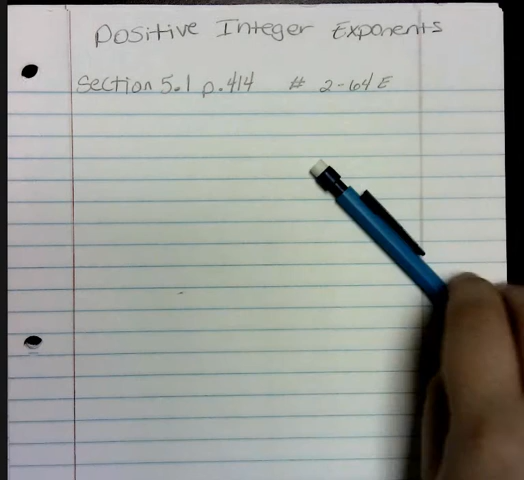 Positive Integer Exponents
Section 5.1 p.414 # 2-64 E